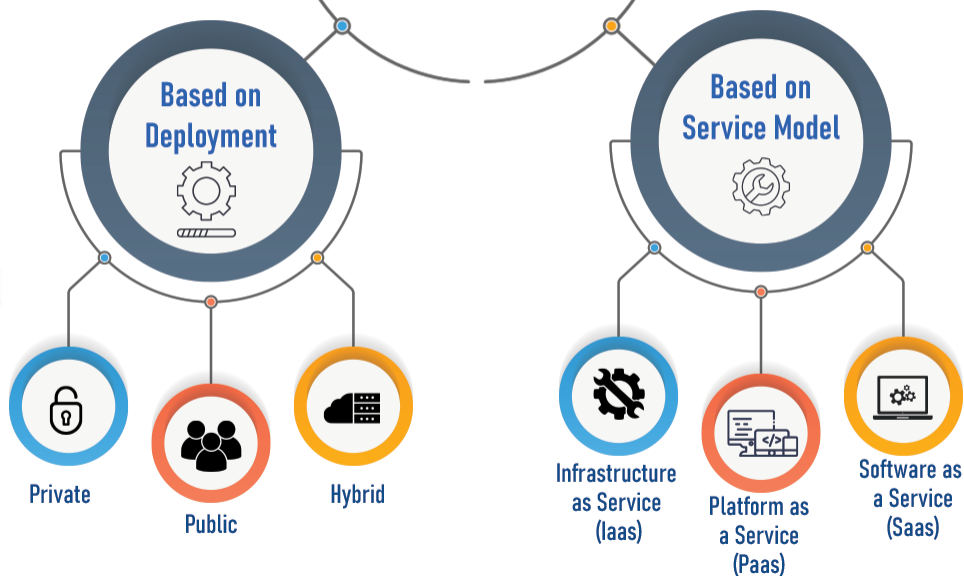 Based on
Deployment
Private
Public
Hybrid
Based on
Service Model
</>
Infrastructure
as Service
(Iaas)
Platform as
a Service
(Paas)
Software as
a Service
(Saas)